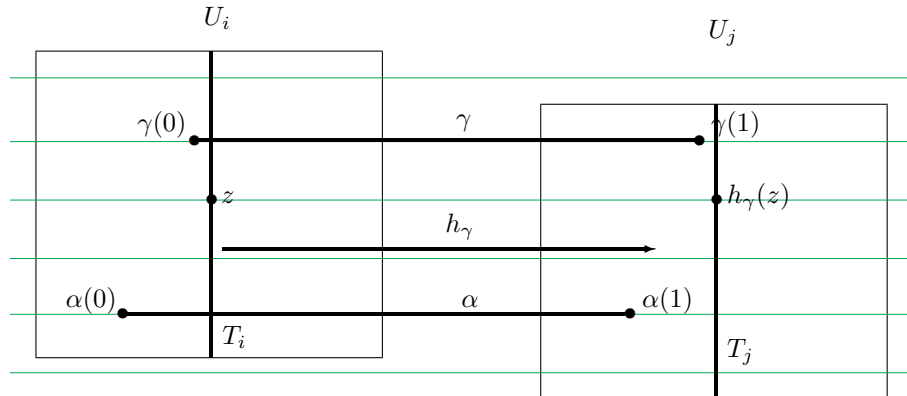 U_i
U_j
γ(0) γ γ(1)
z h_γ(z)
h_γ
α(0) α α(1)
T_i
T_j